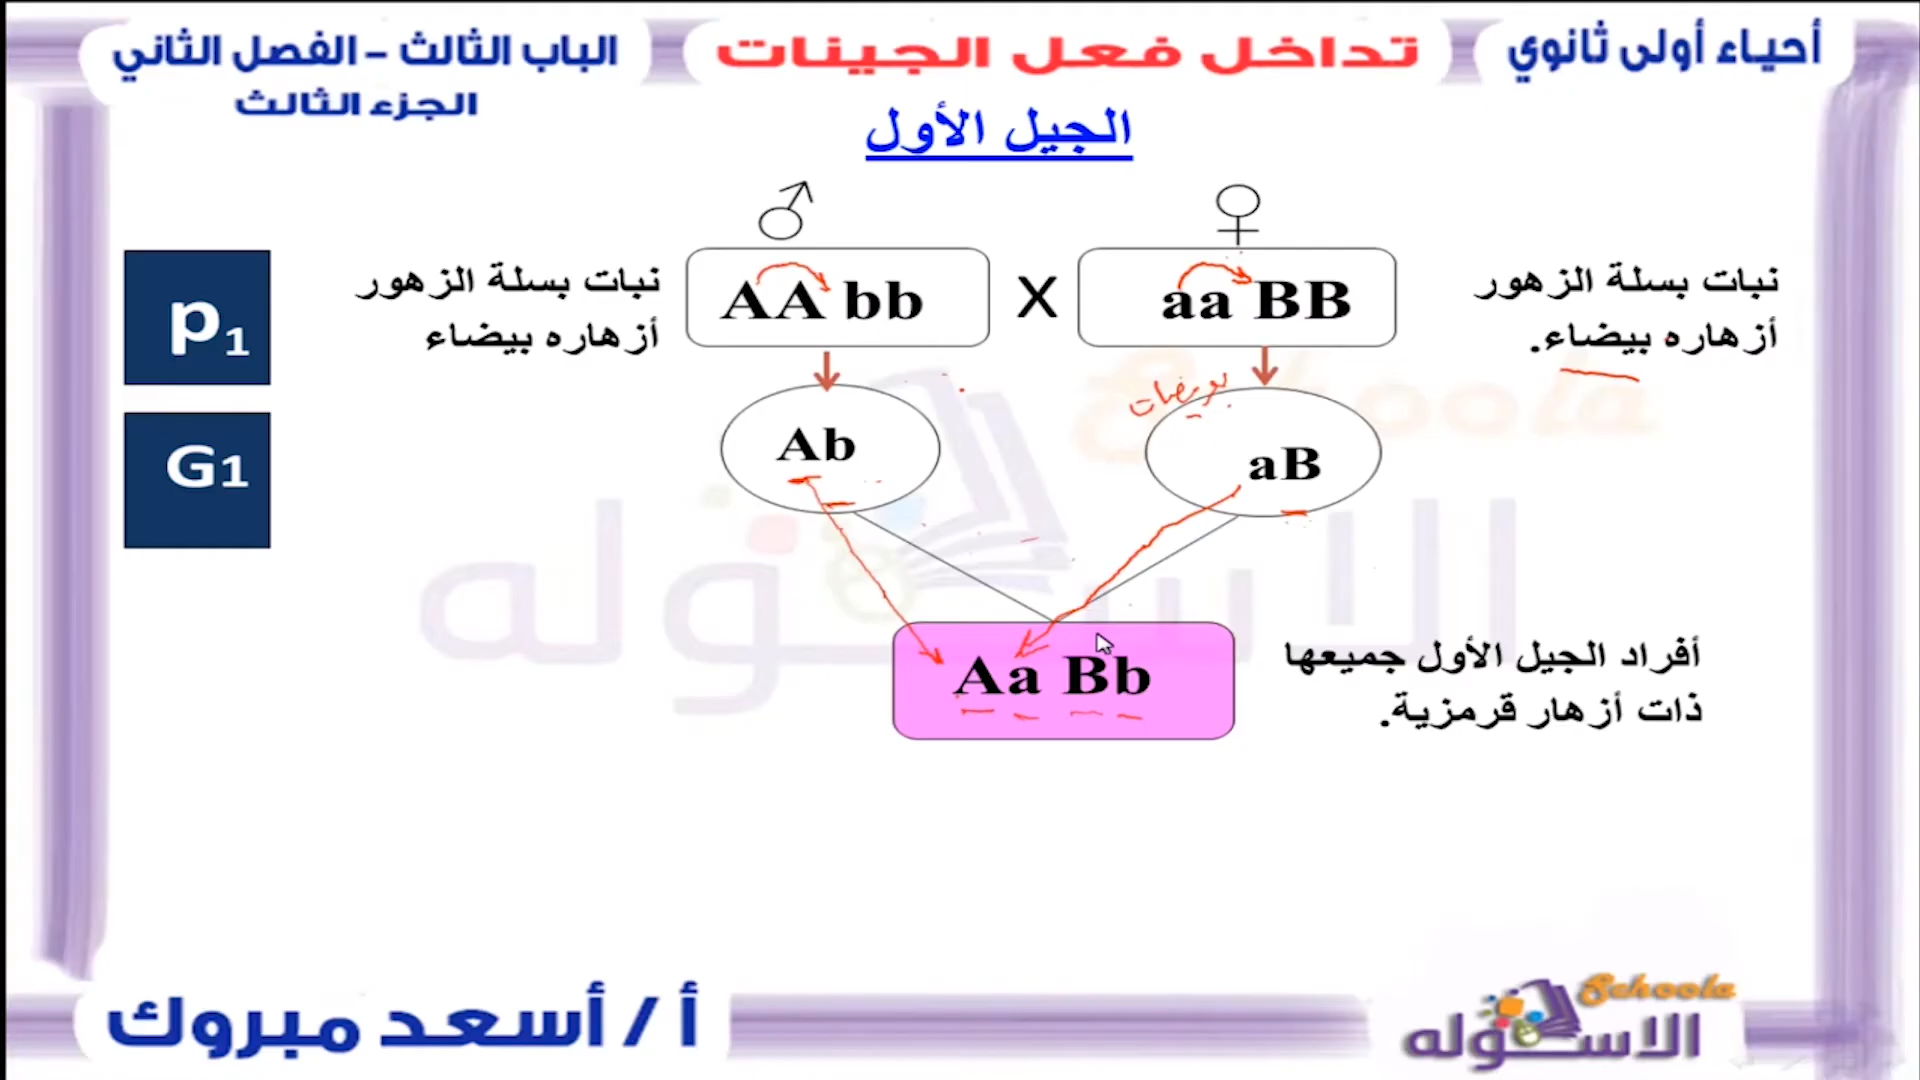 أحياء أولى ثانوي
تداخل فعل الجينات
الباب الثالث - الفصل الثاني
الجزء الثالث
الجيل الأول
♂
♀
p1
نبات بسلة الزهور
أزهاره بيضاء
AA bb
X
aa BB
نبات بسلة الزهور
أزهاره بيضاء.
G1
Ab
بويضات
aB
Aa Bb
أفراد الجيل الأول جميعها
ذات أزهار قرمزية.
أ / أسعد مبروك
Schoola
الاسكوله